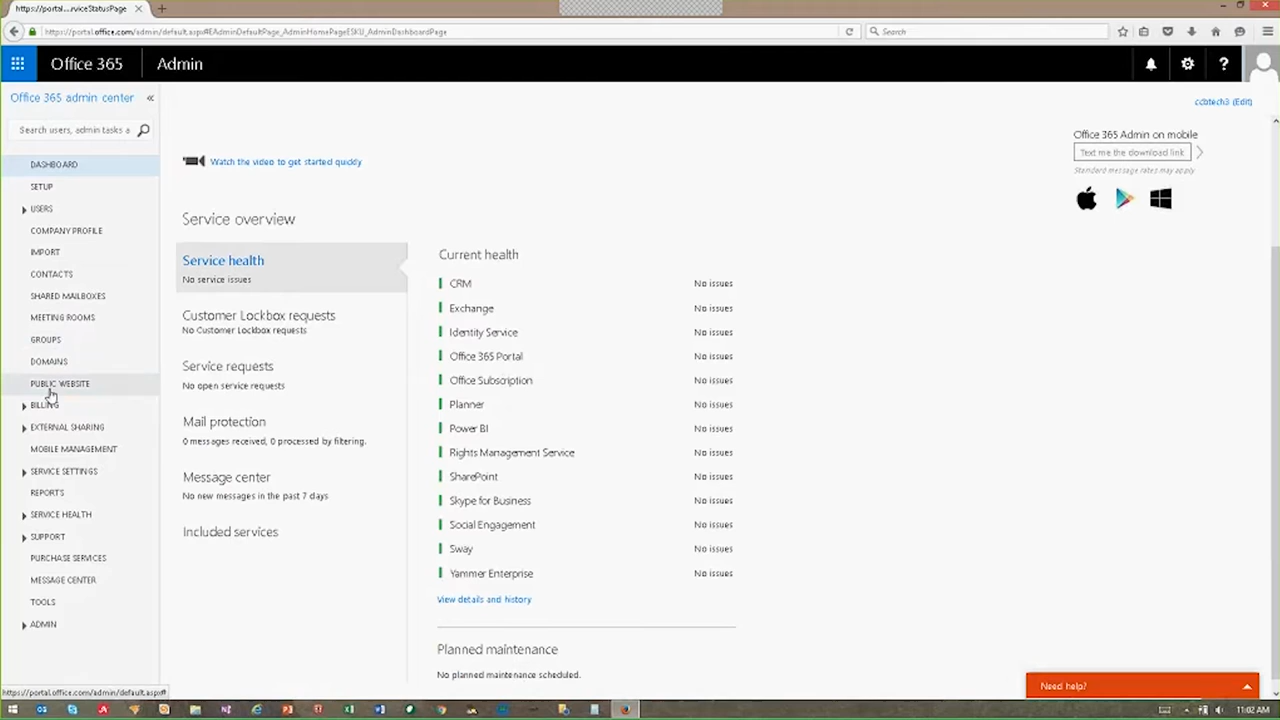 https://portal...rviceStatusPage
https://portal.office.com/admin/default.aspx#EAdminDefaultPage_AdminHomePageESKU_AdminDashboardPage
Search
Office 365
Admin
?
Office 365 admin center
ccbtech3 (Edit)
Search users, admin tasks a
DASHBOARD
SETUP
USERS
COMPANY PROFILE
IMPORT
CONTACTS
SHARED MAILBOXES
MEETING ROOMS
GROUPS
DOMAINS
PUBLIC WEBSITE
BILLING
EXTERNAL SHARING
MOBILE MANAGEMENT
SERVICE SETTINGS
REPORTS
SERVICE HEALTH
SUPPORT
PURCHASE SERVICES
MESSAGE CENTER
TOOLS
ADMIN
https://portal.office.com/admin/default.aspx#
Watch the video to get started quickly
Office 365 Admin on mobile
Text me the download link
Standard message rates may apply
Service overview
Service health
No service issues
Customer Lockbox requests
No Customer Lockbox requests
Service requests
No open service requests
Mail protection
0 messages received, 0 processed by filtering.
Message center
No new messages in the past 7 days
Included services
Current health
CRM No issues
Exchange No issues
Identity Service No issues
Office 365 Portal No issues
Office Subscription No issues
Planner No issues
Power BI No issues
Rights Management Service No issues
SharePoint No issues
Skype for Business No issues
Social Engagement No issues
Sway No issues
Yammer Enterprise No issues
View details and history
Planned maintenance
No planned maintenance scheduled.
Need help?
11:02 AM